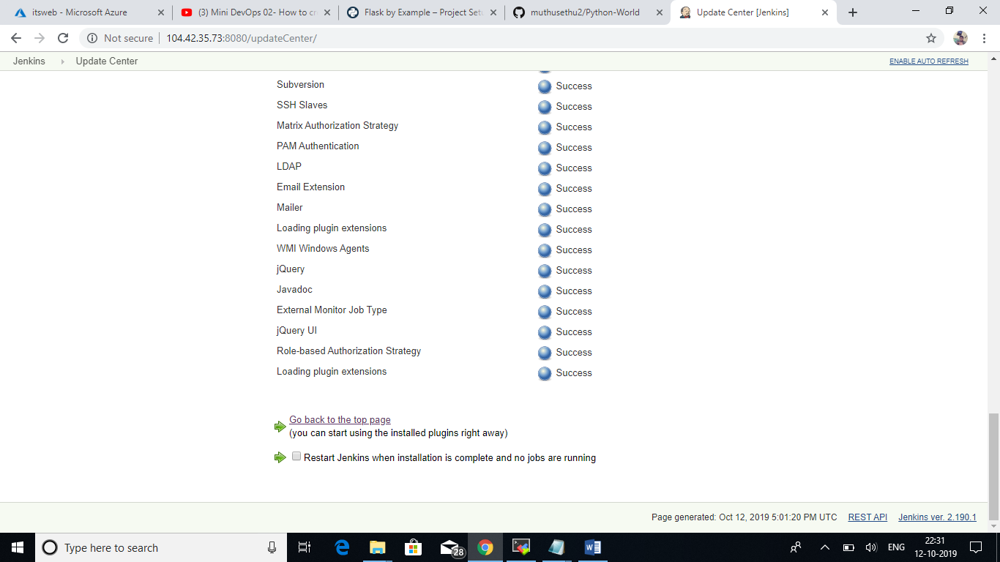 itsweb - Microsoft Azure
(3) Mini DevOps 02- How to cr
Flask by Example – Project Setu
muthusethu2/Python-World
Update Center [Jenkins]
Not secure 104.42.35.73:8080/updateCenter/
Jenkins Update Center ENABLE AUTO REFRESH
Subversion Success
SSH Slaves Success
Matrix Authorization Strategy Success
PAM Authentication Success
LDAP Success
Email Extension Success
Mailer Success
Loading plugin extensions Success
WMI Windows Agents Success
jQuery Success
Javadoc Success
External Monitor Job Type Success
jQuery UI Success
Role-based Authorization Strategy Success
Loading plugin extensions Success
Go back to the top page
(you can start using the installed plugins right away)
Restart Jenkins when installation is complete and no jobs are running
Page generated: Oct 12, 2019 5:01:20 PM UTC REST API Jenkins ver. 2.190.1
Type here to search
28
ENG
22:31
12-10-2019